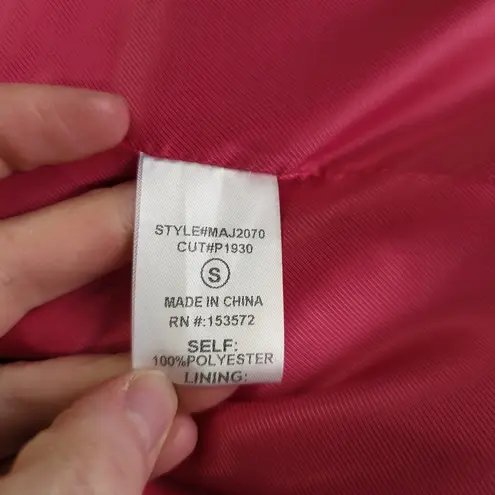 STYLE#MAJ2070
CUT#P1930
S
MADE IN CHINA
RN #:153572
SELF:
100%POLYESTER
LINING: